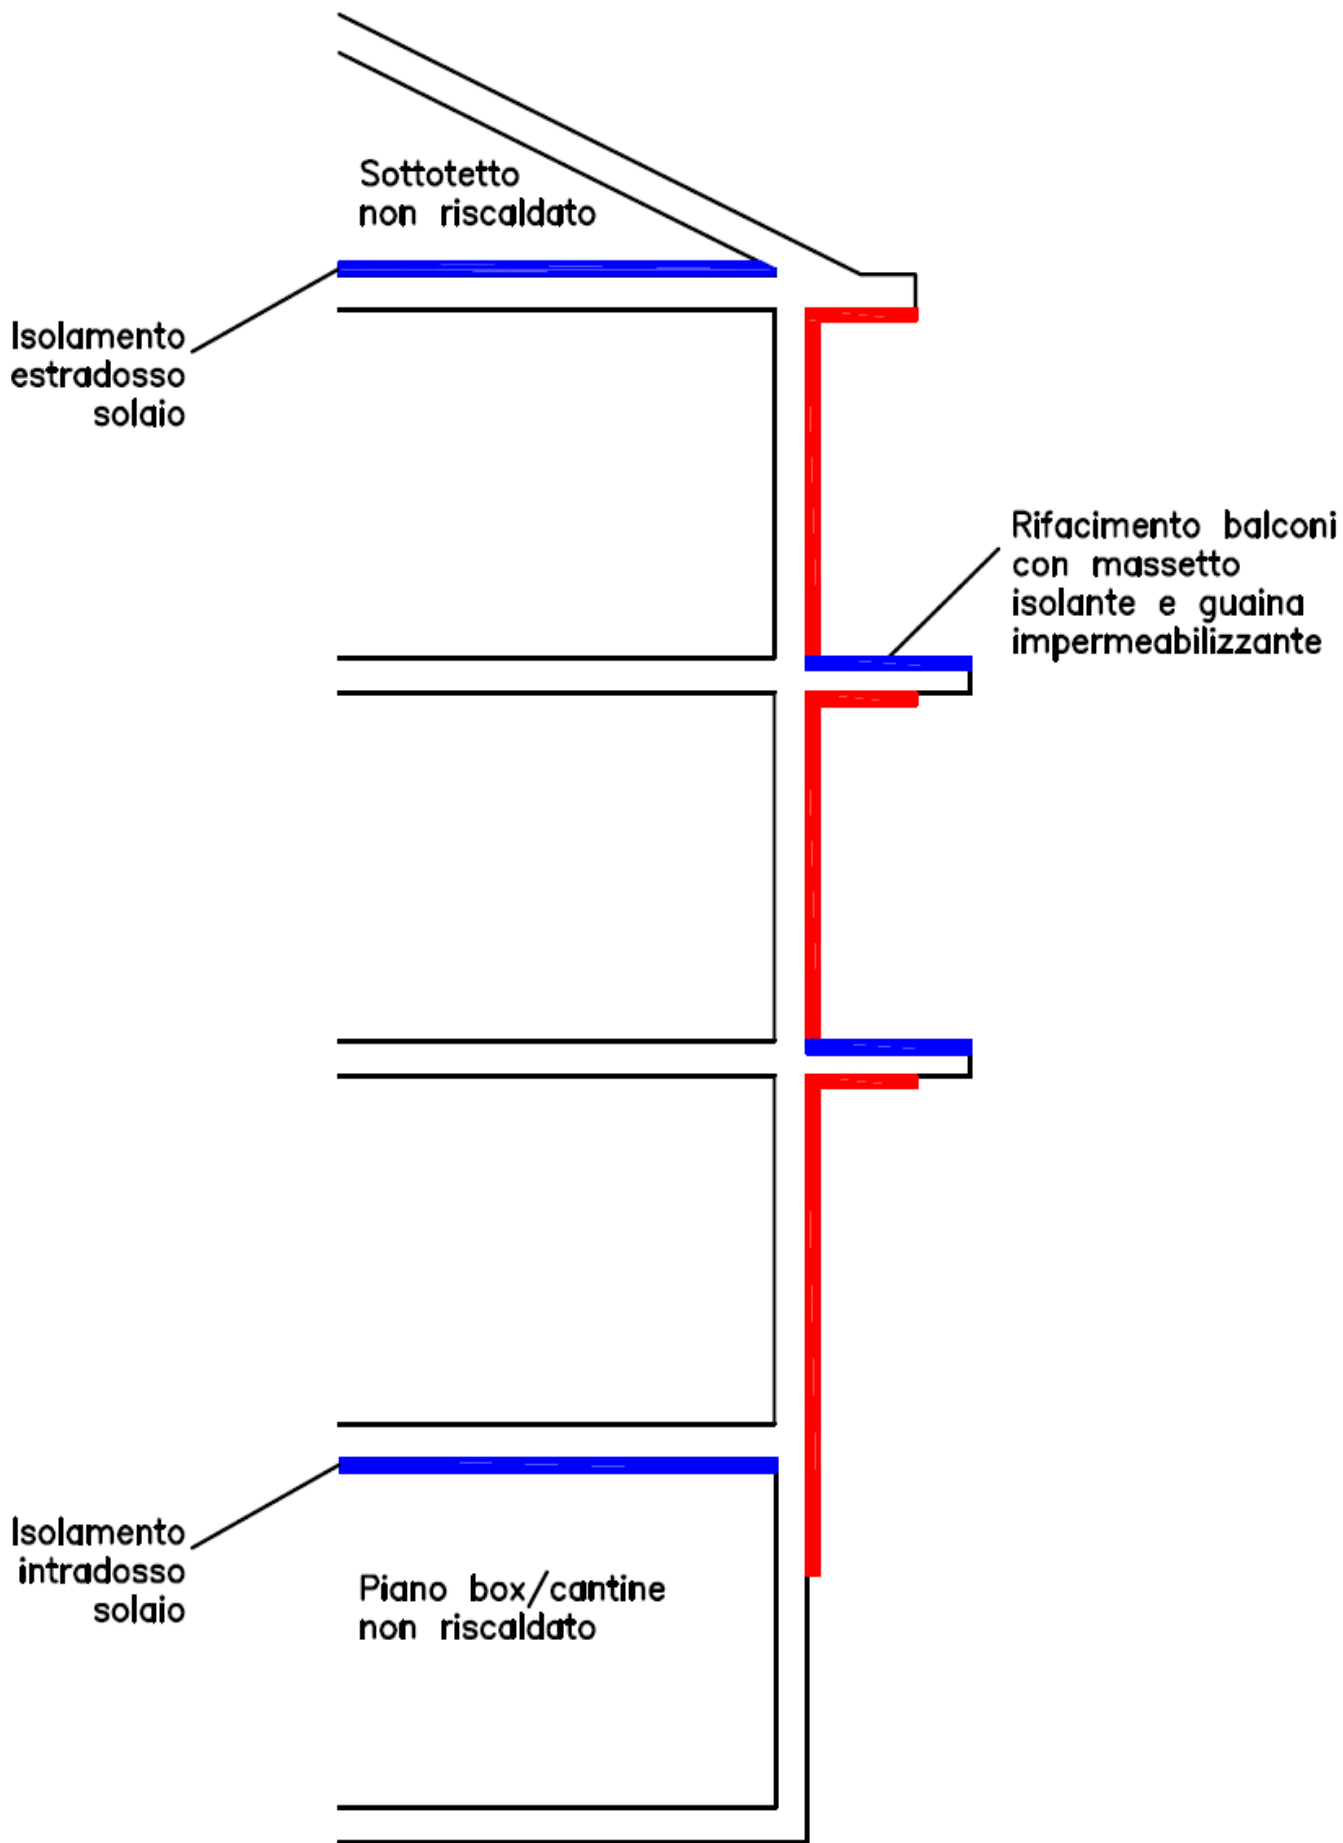 Sottotetto
non riscaldato
Isolamento
estradosso
solaio
Rifacimento balconi
con massetto
isolante e guaina
impermeabilizzante
Isolamento
intradosso
solaio
Piano box/cantine
non riscaldato